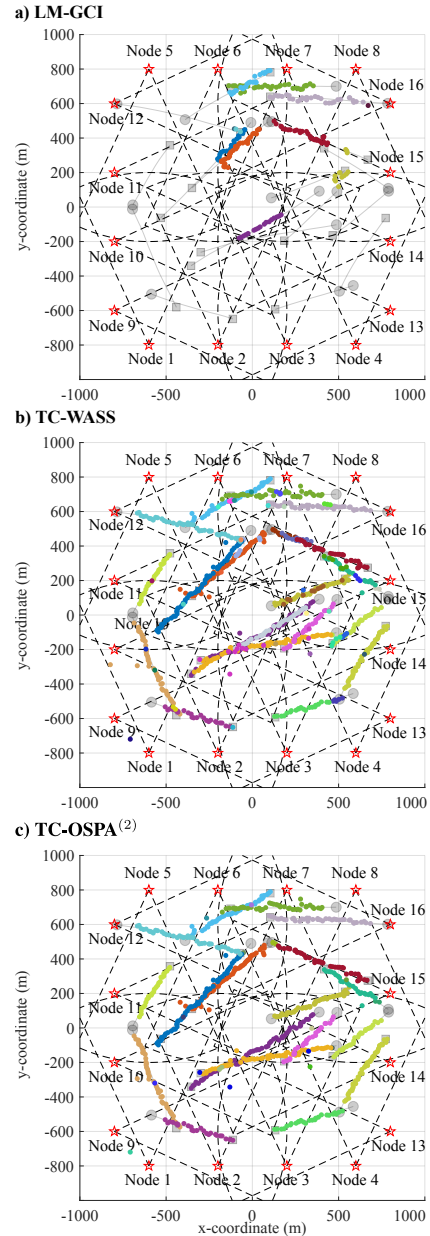 a) LM-GCI
1000
Node 5 Node 6 Node 7 Node 8
800
Node 16
600
Node 12
400
Node 15
200
Node 11
0
y-coordinate (m)
-200
Node 10 Node 14
-400
-600
Node 9 Node 13
-800
Node 1 Node 2 Node 3 Node 4
-1000 -500 0 500 1000
b) TC-WASS
1000
Node 5 Node 6 Node 7 Node 8
800
Node 16
600
Node 12
400
200
Node 11
Node 15
0
y-coordinate (m)
-200
Node 14
-400
-600
Node 9 Node 13
-800
Node 1 Node 2 Node 3 Node 4
-1000 -500 0 500 1000
c) TC-OSPA(2)
1000
Node 5 Node 6 Node 7 Node 8
800
Node 16
600
Node 12
400
Node 15
200
Node 11
0
y-coordinate (m)
-200
Node 10 Node 14
-400
-600
Node 9 Node 13
-800
Node 1 Node 2 Node 3 Node 4
-1000 -500 0 500 1000
x-coordinate (m)